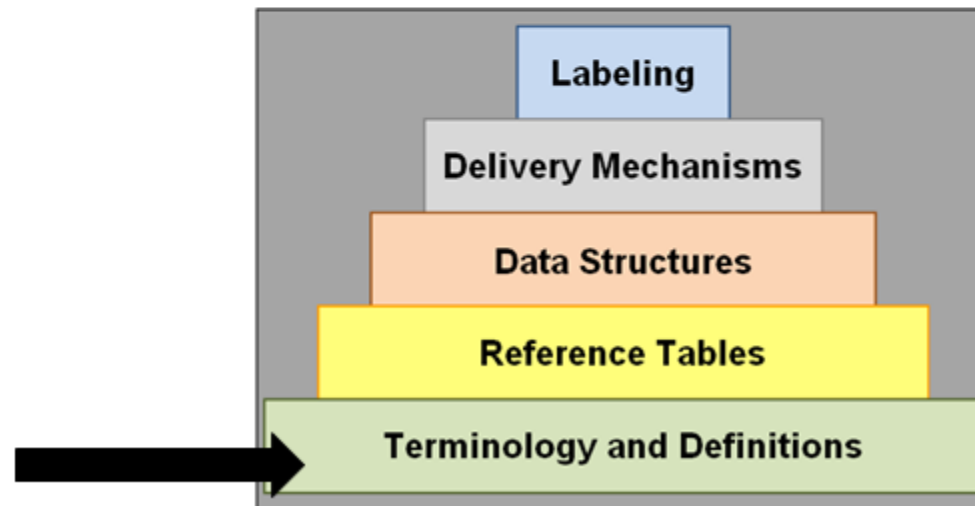 Labeling
Delivery Mechanisms
Data Structures
Reference Tables
Terminology and Definitions